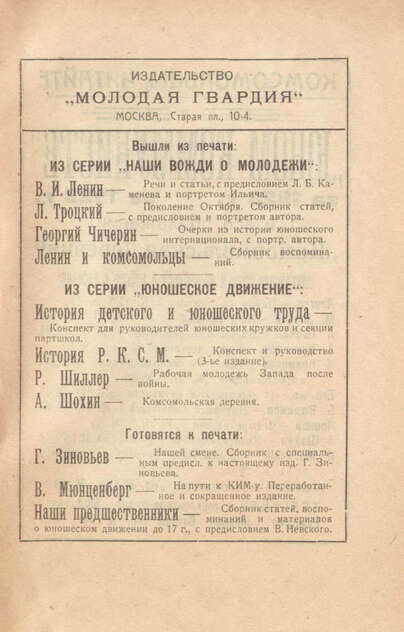 ИЗДАТЕЛЬСТВО
„МОЛОДАЯ ГВАРДИЯ“
МОСКВА, Старая пл., 10-4.
Вышли из печати:
ИЗ СЕРИИ „НАШИ ВОЖДИ О МОЛОДЕЖИ“:
В. И. Ленин — Речи и статьи, с предисловием Л. Б. Ка-
менева и портретом Ильича.
Л. Троцкий — Поколение Октября. Сборник статей,
с предисловием и портретом автора.
Георгий Чичерин — Очерки из истории юношеского
интернационала, с портр. автора.
Ленин и комсомольцы — Сборник воспомина-
ний.
ИЗ СЕРИИ „ЮНОШЕСКОЕ ДВИЖЕНИЕ“:
История детского и юношеского труда —
Конспект для руководителей юношеских кружков и секции
партшкол.
История Р. К. С. М. — Конспект и руководство
(3-ье издание).
Р. Шиллер — Рабочая молодежь Запада после
войны.
А. Шохин — Комсомольская деревня.
Готовятся к печати:
Г. Зиновьев — Нашей смене. Сборник с специаль-
ным предисл. к настоящему изд. Г. Зи-
новьева.
В. Мюнценберг — На пути к КИМ-у. Переработан-
ное и сокращенное издание.
Наши предшественники — Сборник статей, воспо-
минаний и материалов
о юношеском движении до 17 г., с предисловием В. Невского.